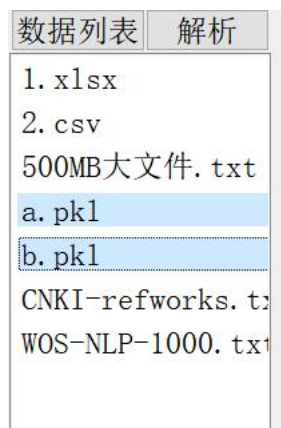 数据列表 解析
1.xlsx
2.csv
500MB大文件.txt
a.pkl
b.pkl
CNKI-refworks.t
WOS-NLP-1000.txt